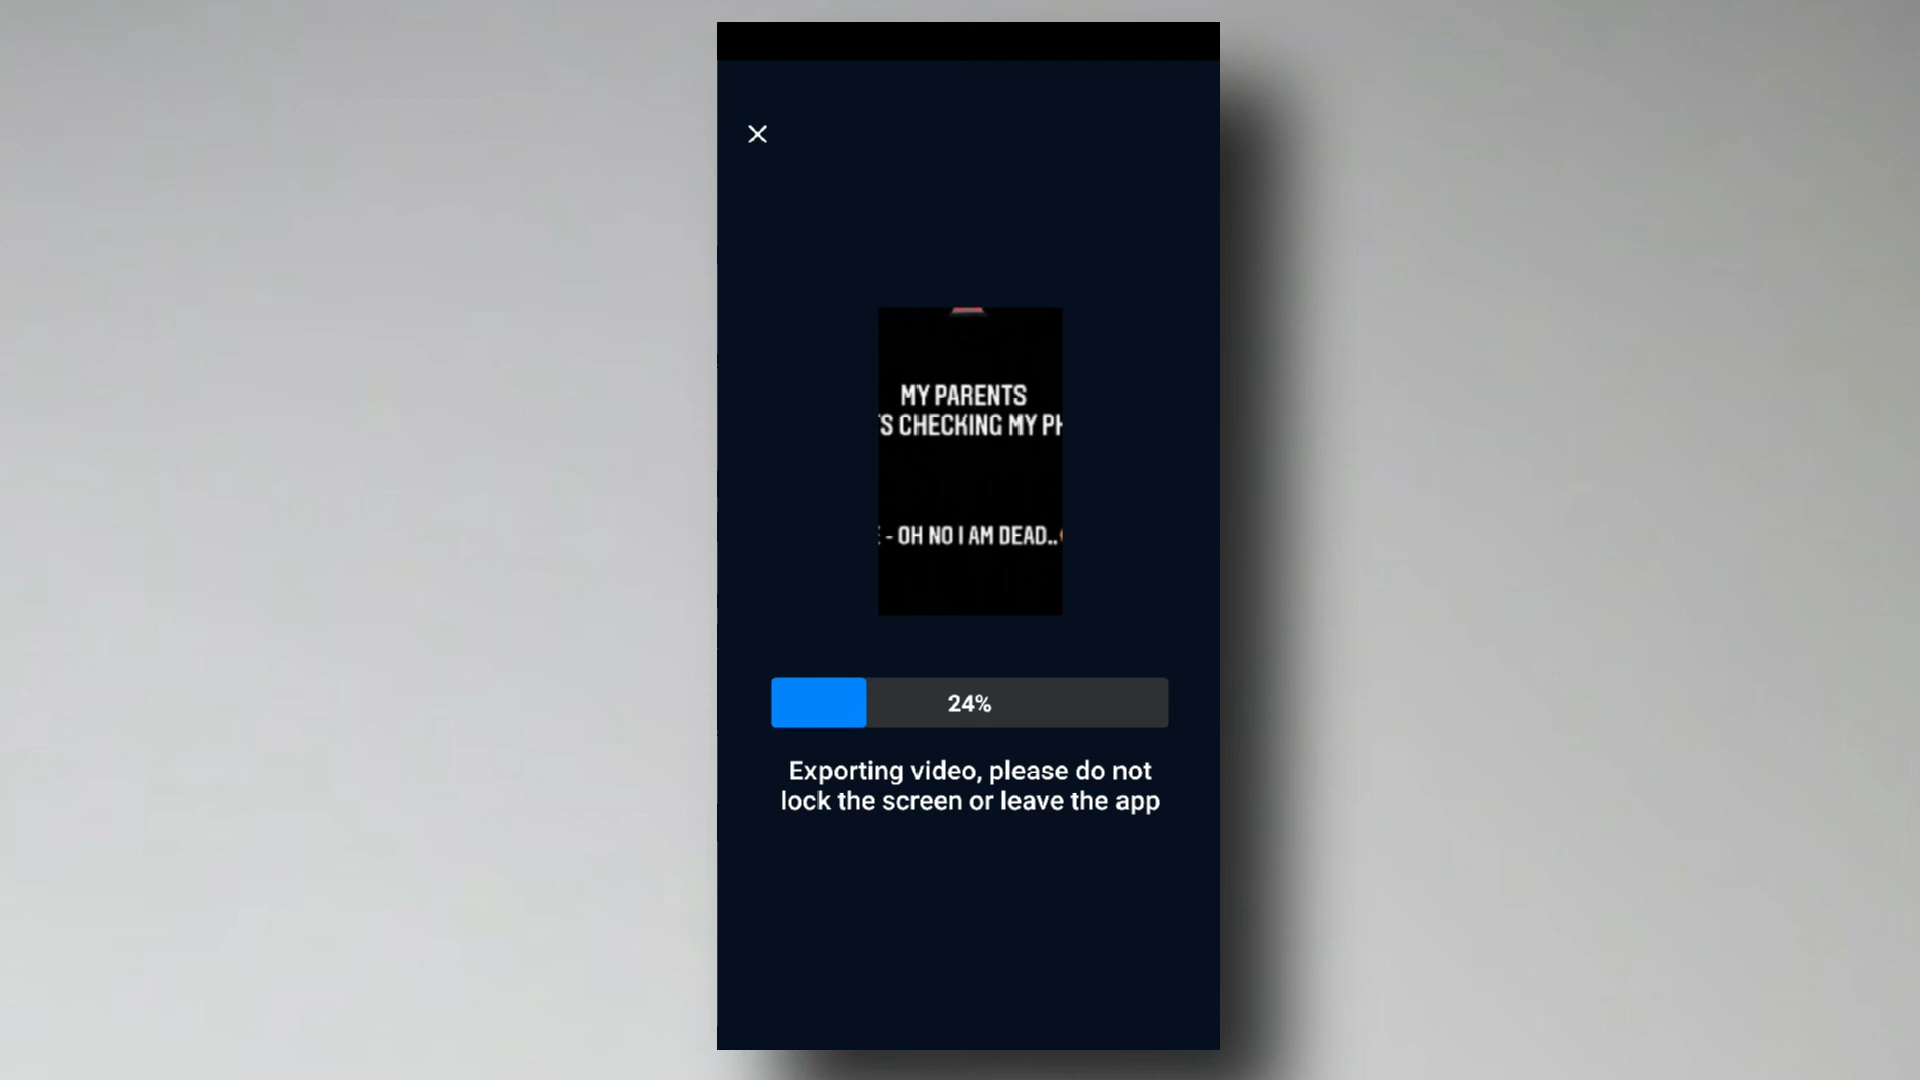 MY PARENTS
CHECKING MY
- OH NO I AM DEAD..
24%
Exporting video, please do not
lock the screen or leave the app